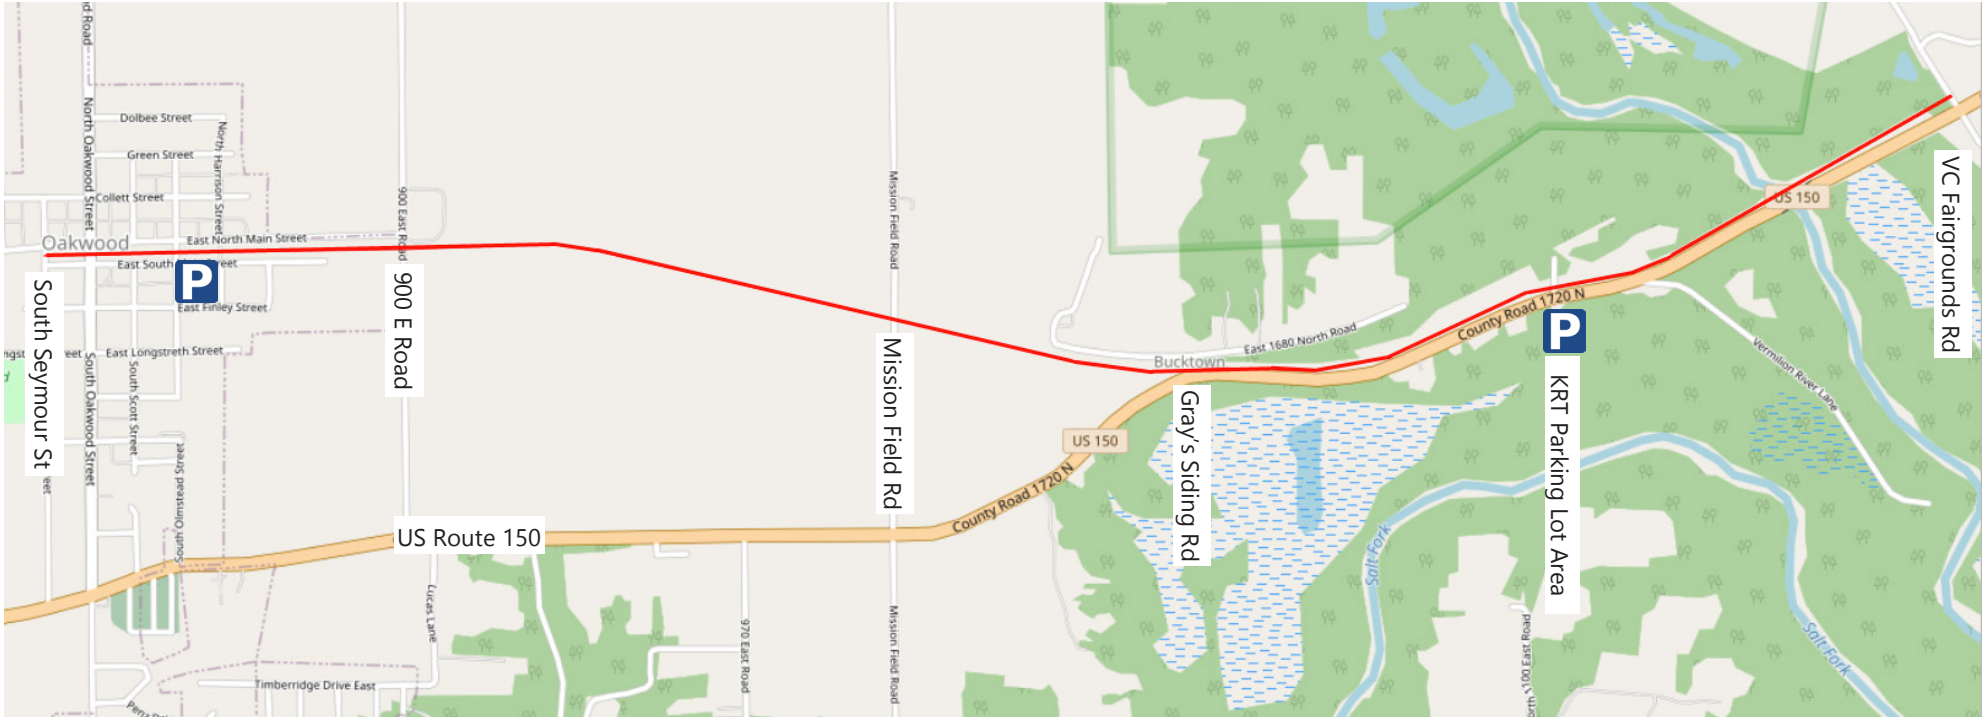 d Road
North Oakwood Street
Dolbee Street
Green Street
North Harrison Street
Collett Street
Oakwood
East North Main Street
East South Street
P
East Finley Street
East Longstreth Street
South Seymour St
South Oakwood Street
South Scott Street
South Olmstead Street
900 East Road
900 E Road
Mission Field Road
Mission Field Rd
US Route 150
Lucas Lane
Timberridge Drive East
970 East Road
Mission Field Road
County Road 1720 N
US 150
Bucktown
East 1680 North Road
Gray's Siding Rd
County Road 1720 N
P
KRT Parking Lot Area
US 150
VC Fairgrounds Rd
Vermilion River Lane
Salt Fork
Salt Fork